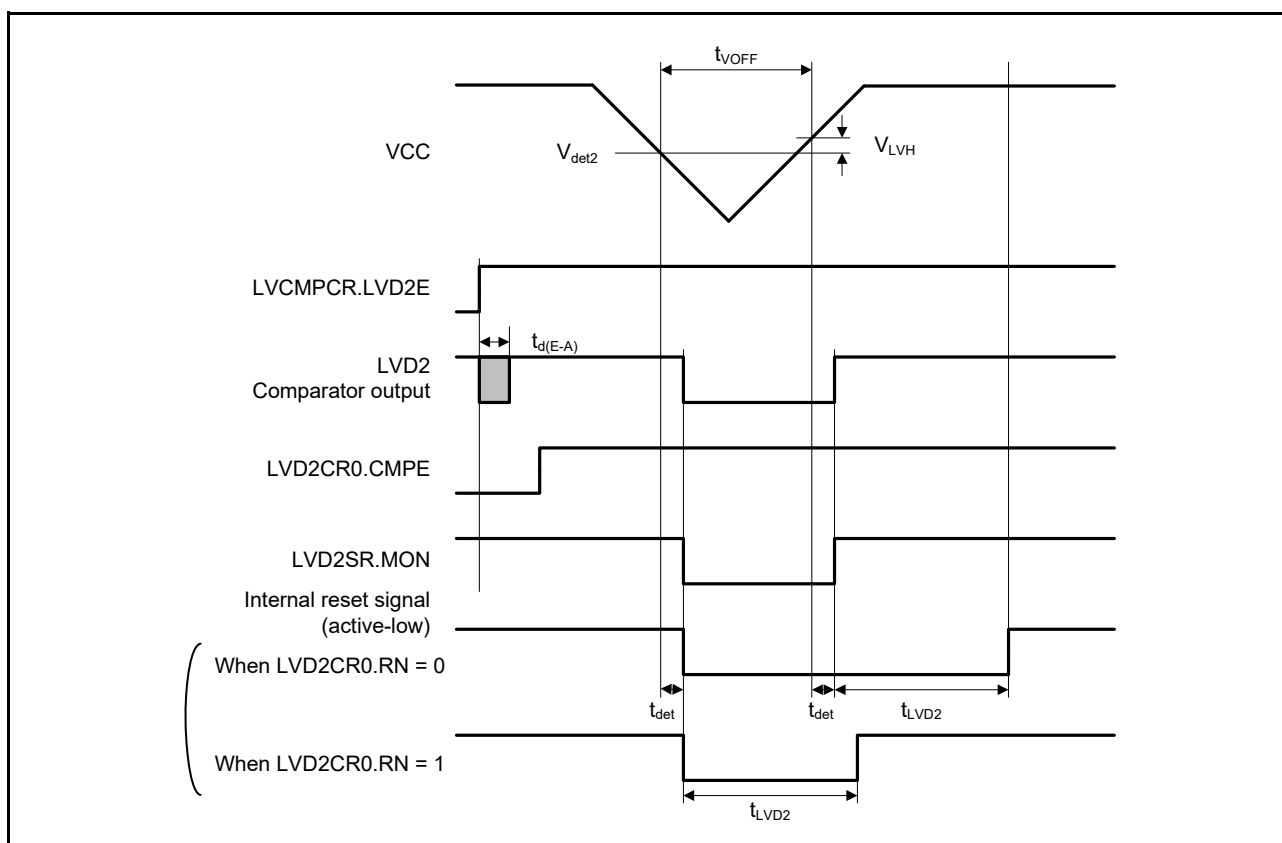 tVOFF
VCC
Vdet2
VLVH
LVCMPCR.LVD2E
td(E-A)
LVD2
Comparator output
LVD2CR0.CMPE
LVD2SR.MON
Internal reset signal
(active-low)
When LVD2CR0.RN = 0
tdet
tdet
tLVD2
When LVD2CR0.RN = 1
tLVD2